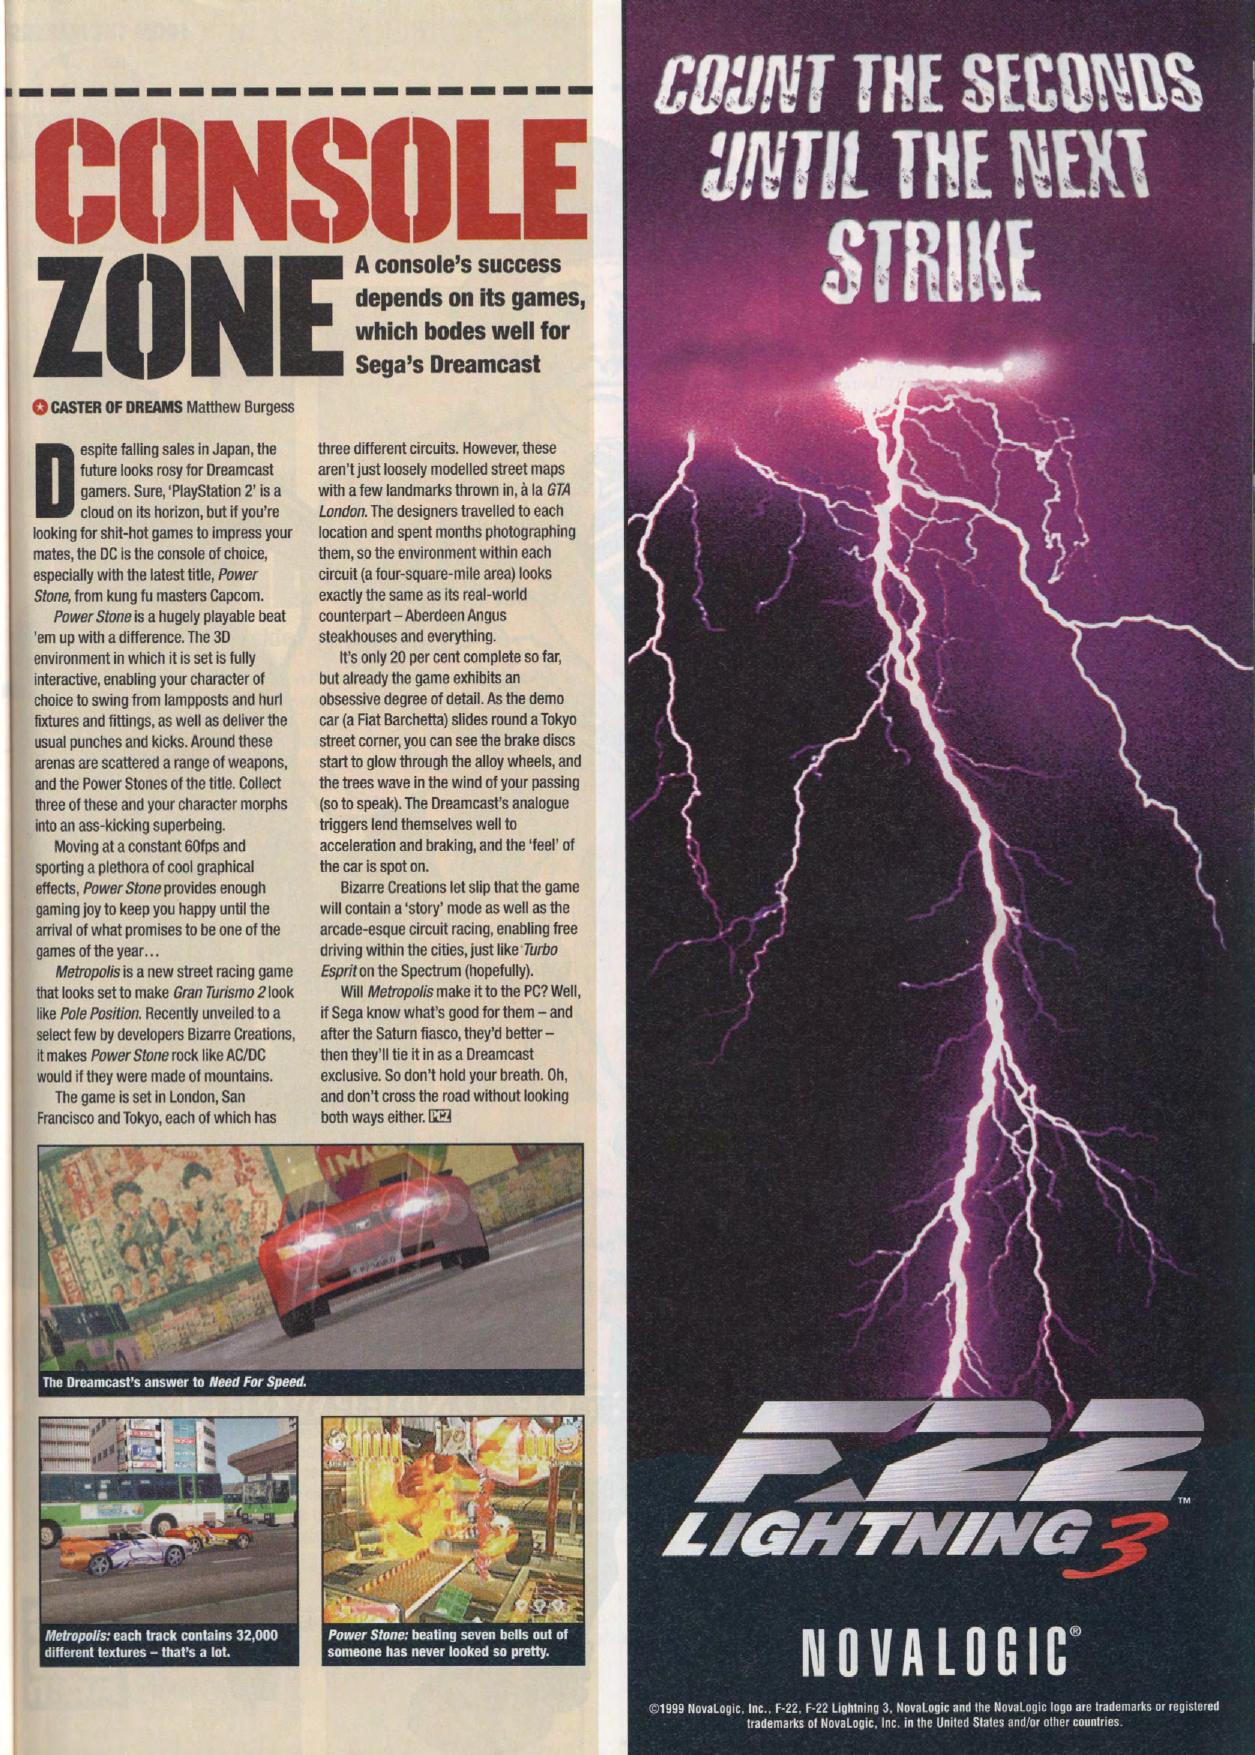 CONSOLE
ZONE
A console's success
depends on its games,
which bodes well for
Sega's Dreamcast
CASTER OF DREAMS Matthew Burgess
Despite falling sales in Japan, the
future looks rosy for Dreamcast
gamers. Sure, 'PlayStation 2' is a
cloud on its horizon, but if you're
looking for shit-hot games to impress your
mates, the DC is the console of choice,
especially with the latest title, Power
Stone, from kung fu masters Capcom.
Power Stone is a hugely playable beat
'em up with a difference. The 3D
environment in which it is set is fully
interactive, enabling your character of
choice to swing from lampposts and hurl
fixtures and fittings, as well as deliver the
usual punches and kicks. Around these
arenas are scattered a range of weapons,
and the Power Stones of the title. Collect
three of these and your character morphs
into an ass-kicking superbeing.
Moving at a constant 60fps and
sporting a plethora of cool graphical
effects, Power Stone provides enough
gaming joy to keep you happy until the
arrival of what promises to be one of the
games of the year...
Metropolis is a new street racing game
that looks set to make Gran Turismo 2 look
like Pole Position. Recently unveiled to a
select few by developers Bizarre Creations,
it makes Power Stone rock like AC/DC
would if they were made of mountains.
The game is set in London, San
Francisco and Tokyo, each of which has
three different circuits. However, these
aren't just loosely modelled street maps
with a few landmarks thrown in, à la GTA
London. The designers travelled to each
location and spent months photographing
them, so the environment within each
circuit (a four-square-mile area) looks
exactly the same as its real-world
counterpart – Aberdeen Angus
steakhouses and everything.
It's only 20 per cent complete so far,
but already the game exhibits an
obsessive degree of detail. As the demo
car (a Fiat Barchetta) slides round a Tokyo
street corner, you can see the brake discs
start to glow through the alloy wheels, and
the trees wave in the wind of your passing
(so to speak). The Dreamcast's analogue
triggers lend themselves well to
acceleration and braking, and the 'feel' of
the car is spot on.
Bizarre Creations let slip that the game
will contain a 'story' mode as well as the
arcade-esque circuit racing, enabling free
driving within the cities, just like Turbo
Esprit on the Spectrum (hopefully).
Will Metropolis make it to the PC? Well,
if Sega know what's good for them – and
after the Saturn fiasco, they'd better –
then they'll tie it in as a Dreamcast
exclusive. So don't hold your breath. Oh,
and don't cross the road without looking
both ways either. PCZ
The Dreamcast's answer to Need For Speed.
Metropolis: each track contains 32,000
different textures – that's a lot.
Power Stone: beating seven bells out of
someone has never looked so pretty.
COUNT THE SECONDS
UNTIL THE NEXT
STRIKE
F-22
LIGHTNING 3 ™
NOVALOGIC®
©1999 NovaLogic, Inc., F-22, F-22 Lightning 3, NovaLogic and the NovaLogic logo are trademarks or registered
trademarks of NovaLogic, Inc. in the United States and/or other countries.